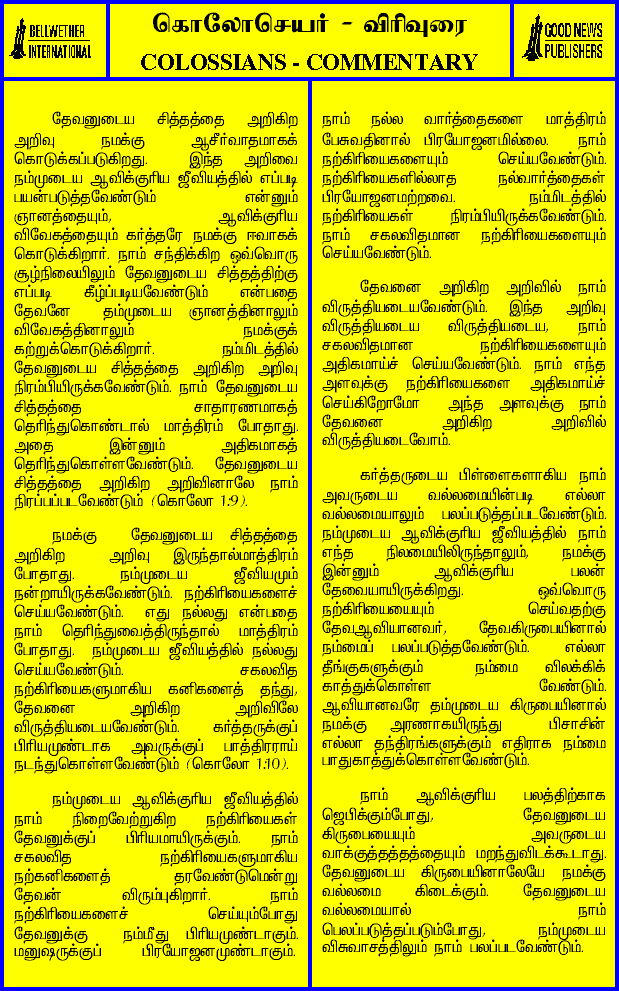 BELLWETHER
INTERNATIONAL
கொலோசெயர் - விரிவுரை
COLOSSIANS - COMMENTARY
GOOD NEWS
PUBLISHERS
தேவனுடைய சித்தத்தை அறிகிற
அறிவு நமக்கு ஆசீர்வாதமாகக்
கொடுக்கப்படுகிறது. இந்த அறிவை
நம்முடைய ஆவிக்குரிய ஜீவியத்தில் எப்படி
பயன்படுத்தவேண்டும் என்னும்
ஞானத்தையும், ஆவிக்குரிய
விவேகத்தையும் கர்த்தரே நமக்கு ஈவாகக்
கொடுக்கிறார். நாம் சந்திக்கிற ஒவ்வொரு
சூழ்நிலையிலும் தேவனுடைய சித்தத்திற்கு
எப்படி கீழ்ப்படியவேண்டும் என்பதை
தேவனே தம்முடைய ஞானத்தினாலும்
விவேகத்தினாலும் நமக்குக்
கற்றுக்கொடுக்கிறார். நம்மிடத்தில்
தேவனுடைய சித்தத்தை அறிகிற அறிவு
நிரம்பியிருக்கவேண்டும். நாம் தேவனுடைய
சித்தத்தை சாதாரணமாகத்
தெரிந்துகொண்டால் மாத்திரம் போதாது.
அதை இன்னும் அதிகமாகத்
தெரிந்துகொள்ளவேண்டும். தேவனுடைய
சித்தத்தை அறிகிற அறிவினாலே நாம்
நிரப்பப்படவேண்டும் (கொலோ 1:9).
நமக்கு தேவனுடைய சித்தத்தை
அறிகிற அறிவு இருந்தால்மாத்திரம்
போதாது. நம்முடைய ஜீவியமும்
நன்றாயிருக்கவேண்டும். நற்கிரியைகளைச்
செய்யவேண்டும். எது நல்லது என்பதை
நாம் தெரிந்துவைத்திருந்தால் மாத்திரம்
போதாது. நம்முடைய ஜீவியத்தில் நல்லது
செய்யவேண்டும். சகலவித
நற்கிரியைகளுமாகிய கனிகளைத் தந்து,
தேவனை அறிகிற அறிவிலே
விருத்தியடையவேண்டும். கர்த்தருக்குப்
பிரியமுண்டாக அவருக்குப் பாத்திரராய்
நடந்துகொள்ளவேண்டும் (கொலோ 1:10).
நம்முடைய ஆவிக்குரிய ஜீவியத்தில்
நாம் நிறைவேற்றுகிற நற்கிரியைகள்
தேவனுக்குப் பிரியமாயிருக்கும். நாம்
சகலவித நற்கிரியைகளுமாகிய
நற்கனிகளைத் தரவேண்டுமென்று
தேவன் விரும்புகிறார். நாம்
நற்கிரியைகளைச் செய்யும்போது
தேவனுக்கு நம்மீது பிரியமுண்டாகும்.
மனுஷருக்குப் பிரயோஜனமுண்டாகும்.
நாம் நல்ல வார்த்தைகளை மாத்திரம்
பேசுவதினால் பிரயோஜனமில்லை. நாம்
நற்கிரியைகளையும் செய்யவேண்டும்.
நற்கிரியைகளில்லாத நல்வார்த்தைகள்
பிரயோஜனமற்றவை. நம்மிடத்தில்
நற்கிரியைகள் நிரம்பியிருக்கவேண்டும்.
நாம் சகலவிதமான நற்கிரியைகளையும்
செய்யவேண்டும்.
தேவனை அறிகிற அறிவில் நாம்
விருத்தியடையவேண்டும். இந்த அறிவு
விருத்தியடைய விருத்தியடைய, நாம்
சகலவிதமான நற்கிரியைகளையும்
அதிகமாய்ச் செய்யவேண்டும். நாம் எந்த
அளவுக்கு நற்கிரியைகளை அதிகமாய்ச்
செய்கிறோமோ அந்த அளவுக்கு நாம்
தேவனை அறிகிற அறிவில்
விருத்தியடைவோம்.
கர்த்தருடைய பிள்ளைகளாகிய நாம்
அவருடைய வல்லமையின்படி எல்லா
வல்லமையாலும் பலப்படுத்தப்படவேண்டும்.
நம்முடைய ஆவிக்குரிய ஜீவியத்தில் நாம்
எந்த நிலைமையிலிருந்தாலும், நமக்கு
இன்னும் ஆவிக்குரிய பலன்
தேவையாயிருக்கிறது. ஒவ்வொரு
நற்கிரியையையும் செய்வதற்கு
தேவஆவியானவர், தேவகிருபையினால்
நம்மைப் பலப்படுத்தவேண்டும். எல்லா
தீங்குகளுக்கும் நம்மை விலக்கிக்
காத்துக்கொள்ள வேண்டும்.
ஆவியானவரே தம்முடைய கிருபையினால்
நமக்கு அரணாகயிருந்து பிசாசின்
எல்லா தந்திரங்களுக்கும் எதிராக நம்மை
பாதுகாத்துக்கொள்ளவேண்டும்.
நாம் ஆவிக்குரிய பலத்திற்காக
ஜெபிக்கும்போது, தேவனுடைய
கிருபையையும் அவருடைய
வாக்குத்தத்தத்தையும் மறந்துவிடக்கூடாது.
தேவனுடைய கிருபையினாலேயே நமக்கு
வல்லமை கிடைக்கும். தேவனுடைய
வல்லமையால் நாம்
பெலப்படுத்தப்படும்போது, நம்முடைய
விசுவாசத்திலும் நாம் பலப்படவேண்டும்.